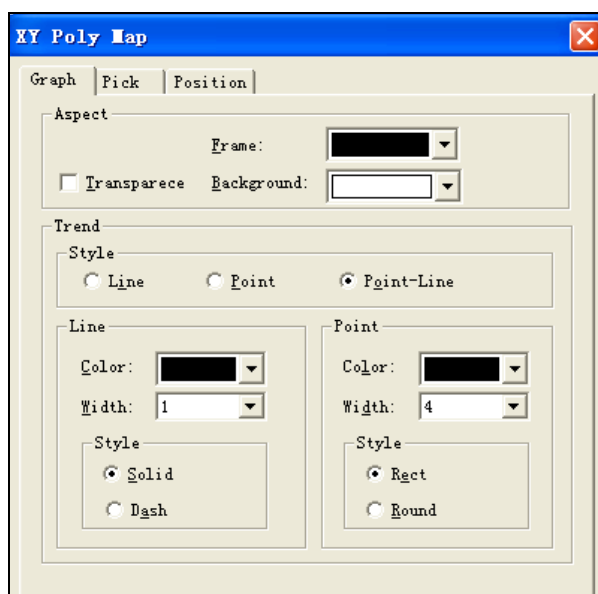 XY Poly Map
Graph Pick Position
Aspect
Frame:
Transparece Background:
Trend
Style
Line Point Point-Line
Line Point
Color: Color:
Width: 1 Width: 4
Style Style
Solid Rect
Dash Round